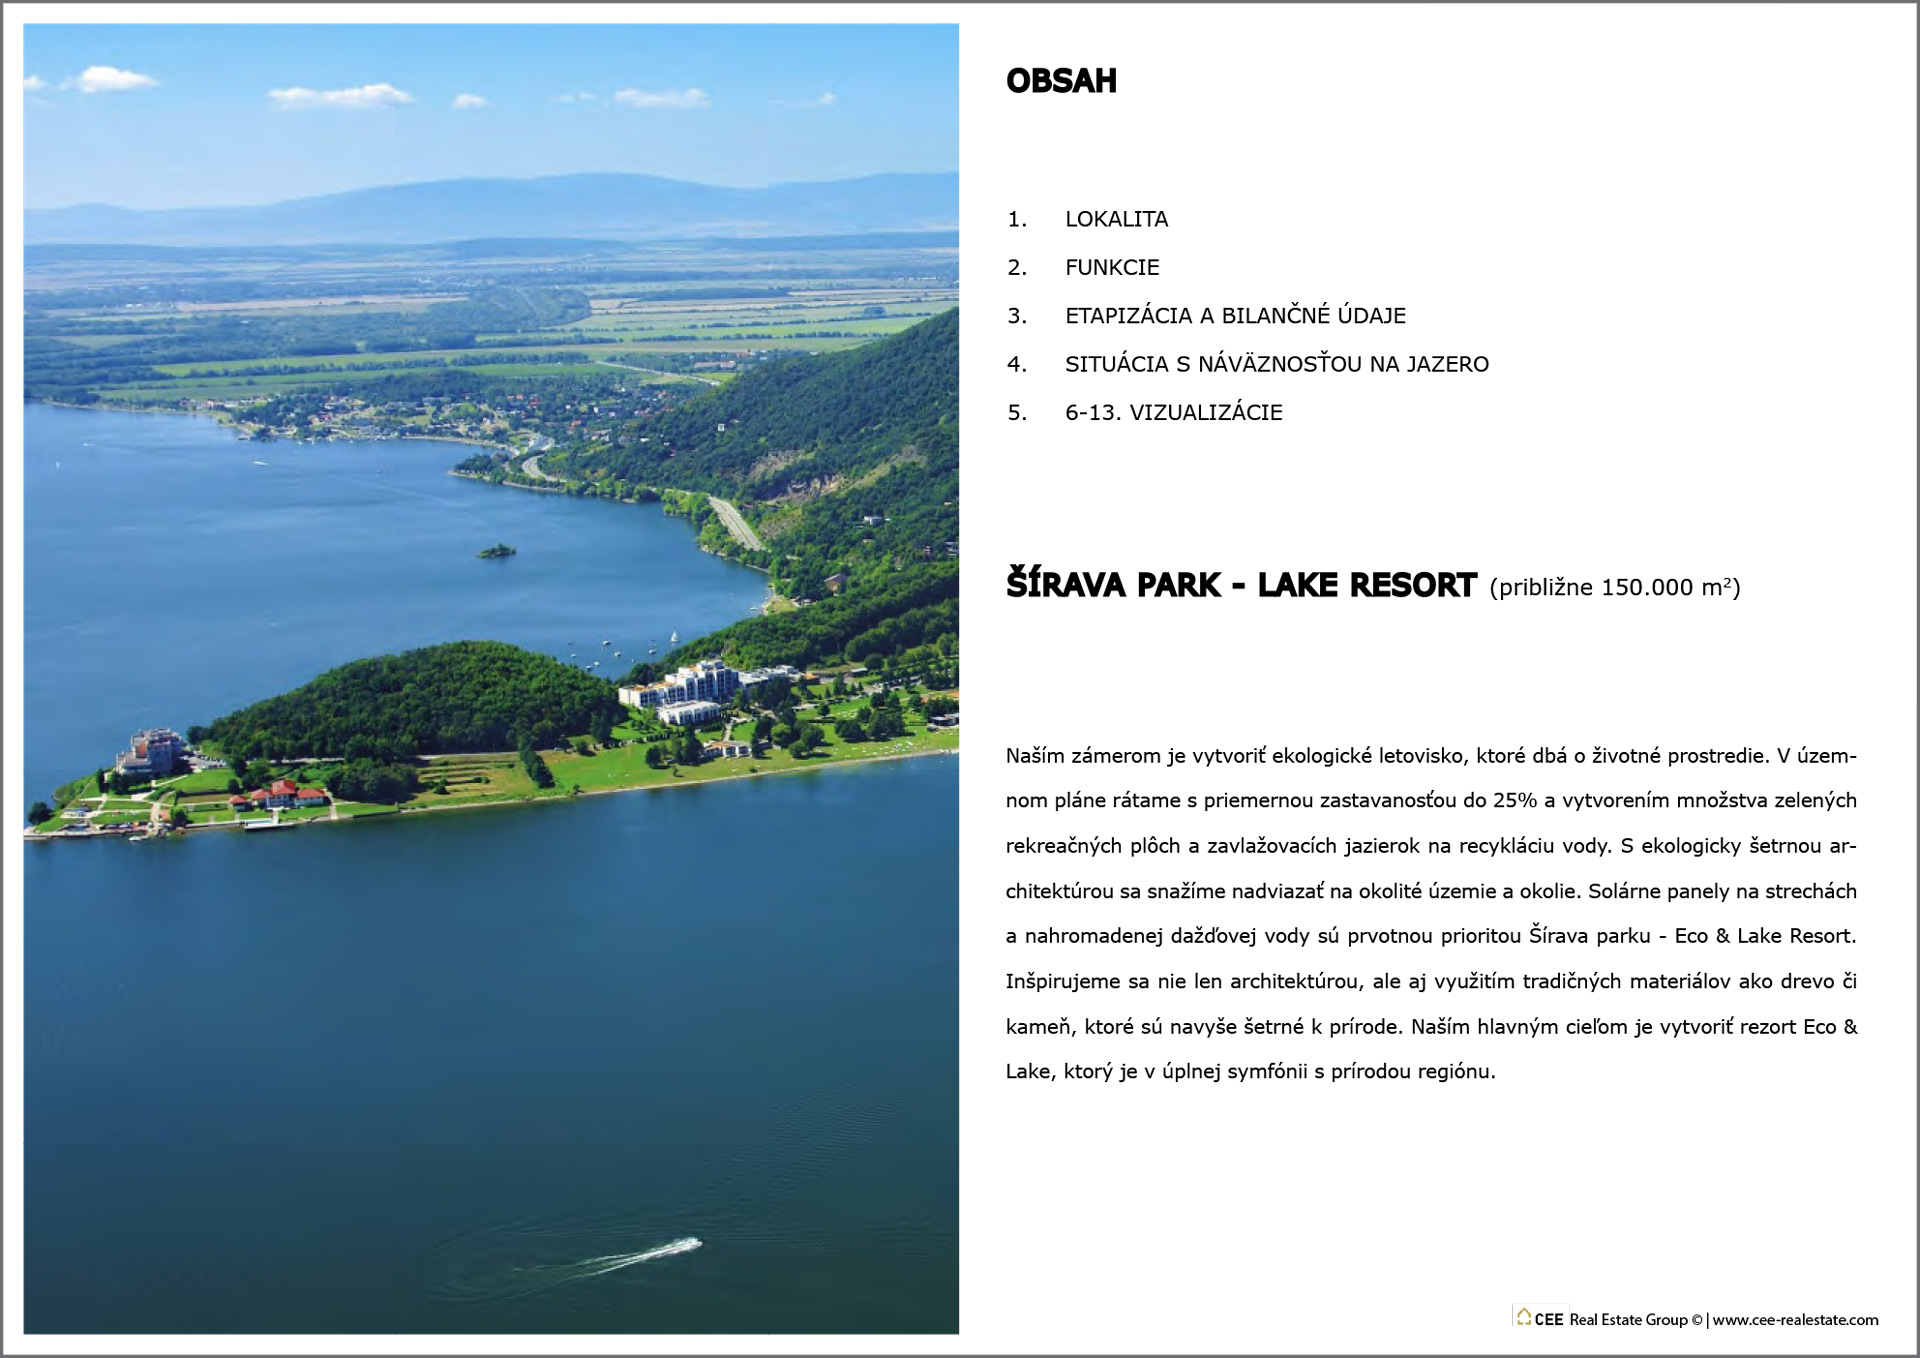 OBSAH
1. LOKALITA
2. FUNKCIE
3. ETAPIZÁCIA A BILANČNÉ ÚDAJE
4. SITUÁCIA S NÁVÄZNOSŤOU NA JAZERO
5. 6-13. VIZUALIZÁCIE
ŠÍRAVA PARK - LAKE RESORT (približne 150.000 m²)
Naším zámerom je vytvoriť ekologické letovisko, ktoré dbá o životné prostredie. V územ-
nom pláne rátame s priemernou zastavanosťou do 25% a vytvorením množstva zelených
rekreačných plôch a zavlažovacích jazierok na recykláciu vody. S ekologicky šetrnou ar-
chitektúrou sa snažíme nadviazať na okolité územie a okolie. Solárne panely na strechách
a nahromadenej dažďovej vody sú prvotnou prioritou Šírava parku - Eco & Lake Resort.
Inšpirujeme sa nie len architektúrou, ale aj využitím tradičných materiálov ako drevo či
kameň, ktoré sú navyše šetrné k prírode. Naším hlavným cieľom je vytvoriť rezort Eco &
Lake, ktorý je v úplnej symfónii s prírodou regiónu.
CEE Real Estate Group © | www.cee-realestate.com